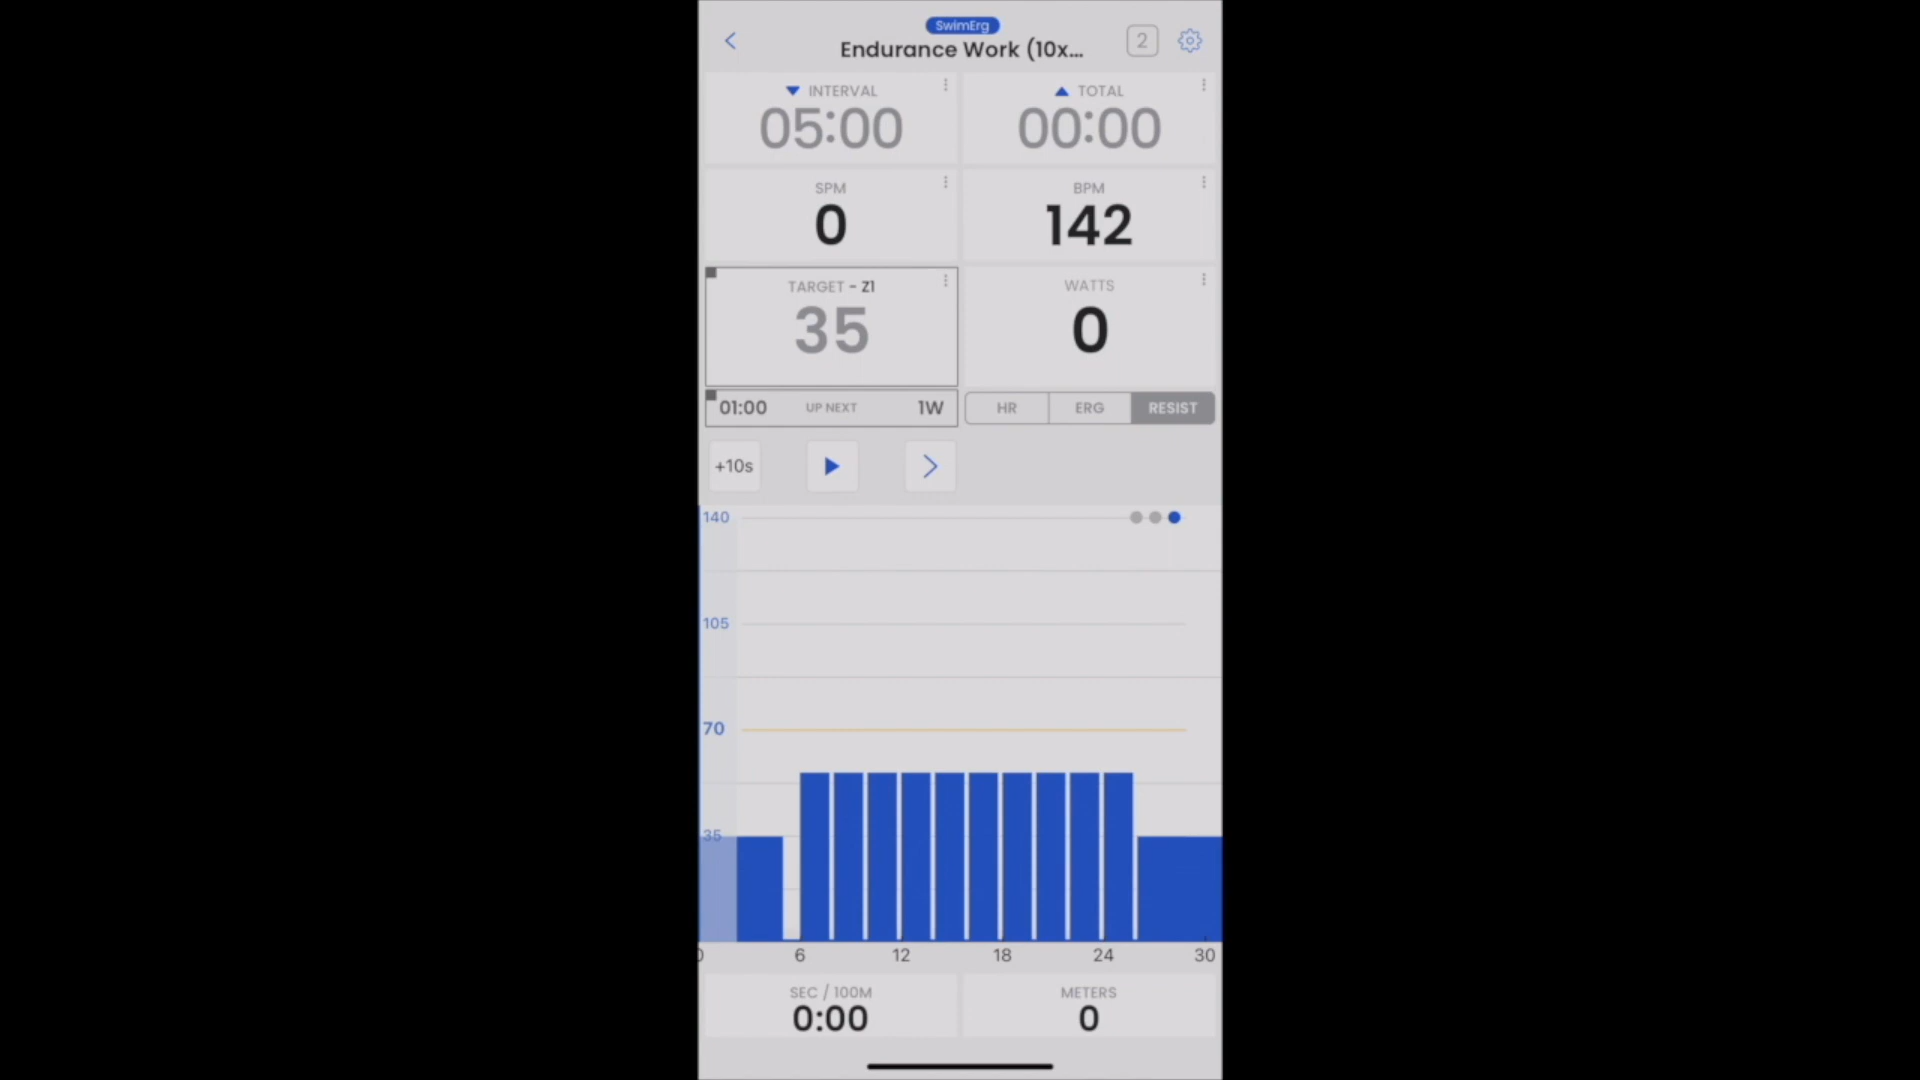 SwimErg
Endurance Work (10x...
2
INTERVAL
05:00
TOTAL
00:00
SPM
0
BPM
142
TARGET - Z1
35
WATTS
0
01:00 UP NEXT 1W
HR ERG RESIST
+10s
140
105
70
35
0 6 12 18 24 30
SEC / 100M
0:00
METERS
0